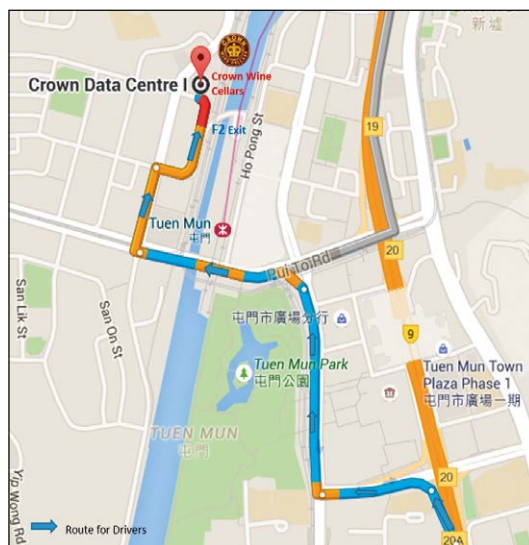 新墟
CROWN
Crown Data Centre I
Crown Wine
Cellars
F2 Exit
Ho Pong St
19
Tuen Mun
屯門
Pui To Rd
20
San Lik St
San On St
屯門市廣場分行
9
Tuen Mun Park
屯門公園
Tuen Mun Town
Plaza Phase 1
屯門市廣場一期
TUEN MUN
屯門
Yip Wong Rd
20
20A
Route for Drivers